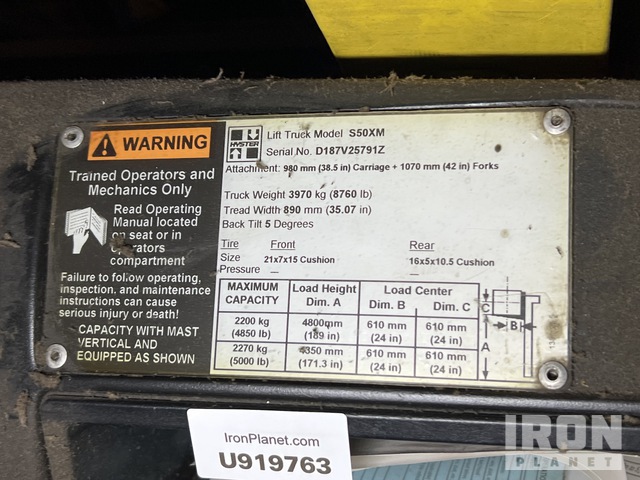 WARNING
Trained Operators and
Mechanics Only
Read Operating
Manual located
on seat or in
operators
compartment
Failure to follow operating,
inspection, and maintenance
instructions can cause
serious injury or death!
CAPACITY WITH MAST
VERTICAL AND
EQUIPPED AS SHOWN
HYSTER
Lift Truck Model S50XM
Serial No. D187V25791Z
Attachment: 980 mm (38.5 in) Carriage + 1070 mm (42 in) Forks
Truck Weight 3970 kg (8760 lb)
Tread Width 890 mm (35.07 in)
Back Tilt 5 Degrees
Tire Front Rear
Size 21x7x15 Cushion 16x5x10.5 Cushion
Pressure — —
MAXIMUM Load Height Load Center
CAPACITY Dim. A Dim. B Dim. C
2200 kg 4800mm 610 mm 610 mm
(4850 lb) (189 in) (24 in) (24 in)
2270 kg 4350 mm 610 mm 610 mm
(5000 lb) (171.3 in) (24 in) (24 in)
C
B
A
IronPlanet.com
U919763
IRON
PLANET